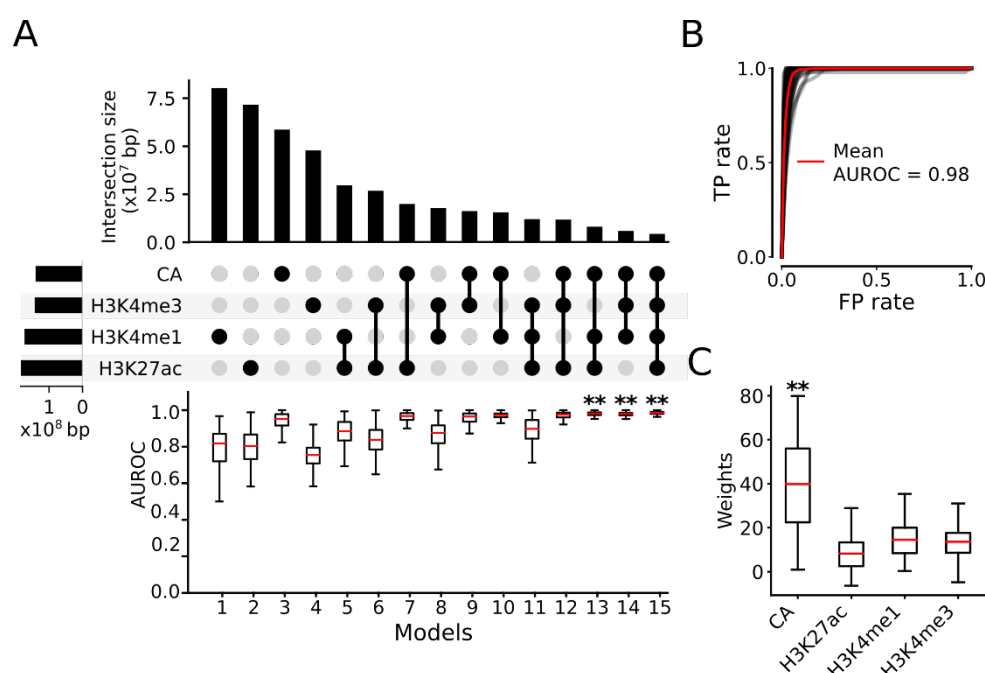 A
Intersection size
(x10⁷ bp)
7.5
5.0
2.5
0.0
CA
H3K4me3
H3K4me1
H3K27ac
1 0
x10⁸ bp
** ** **
AUROC
1.0
0.8
0.6
0.4
0.2
0.0
1 2 3 4 5 6 7 8 9 10 11 12 13 14 15
Models
B
TP rate
1.0
0.5
0.0
Mean
AUROC = 0.98
0.0 0.5 1.0
FP rate
C
**
Weights
80
60
40
20
0
CA
H3K27ac
H3K4me1
H3K4me3